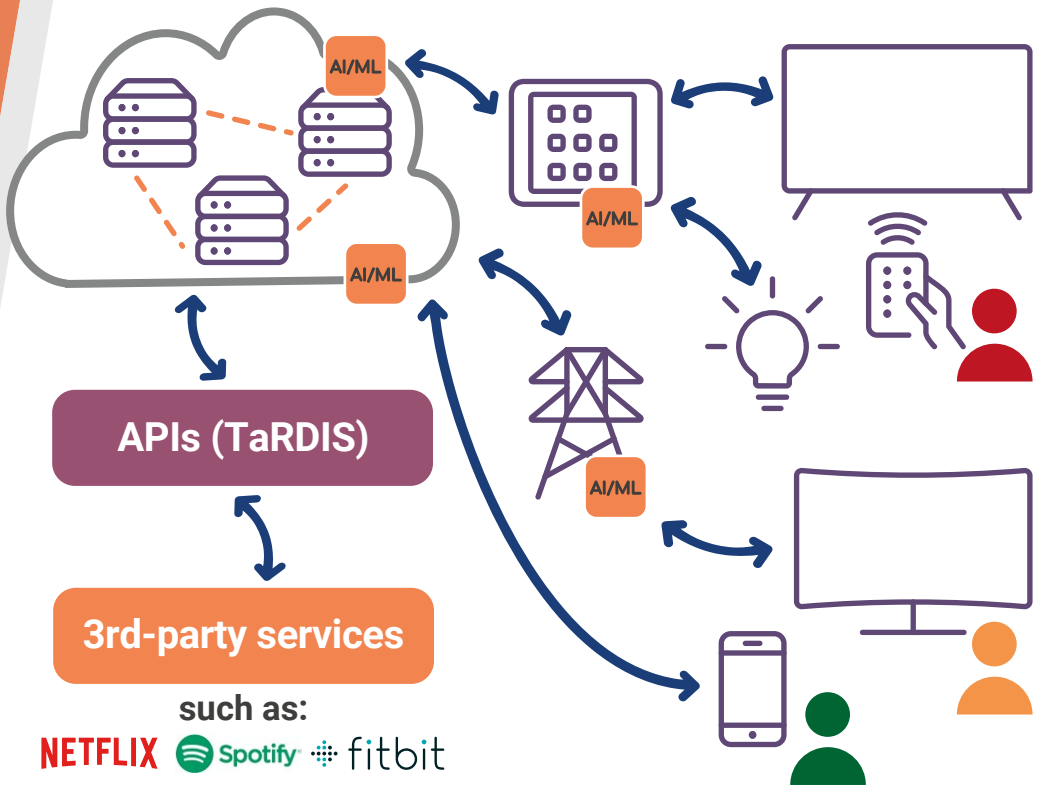 AI/ML
AI/ML
AI/ML
AI/ML
APIs (TaRDIS)
3rd-party services
such as:
NETFLIX Spotify fitbit